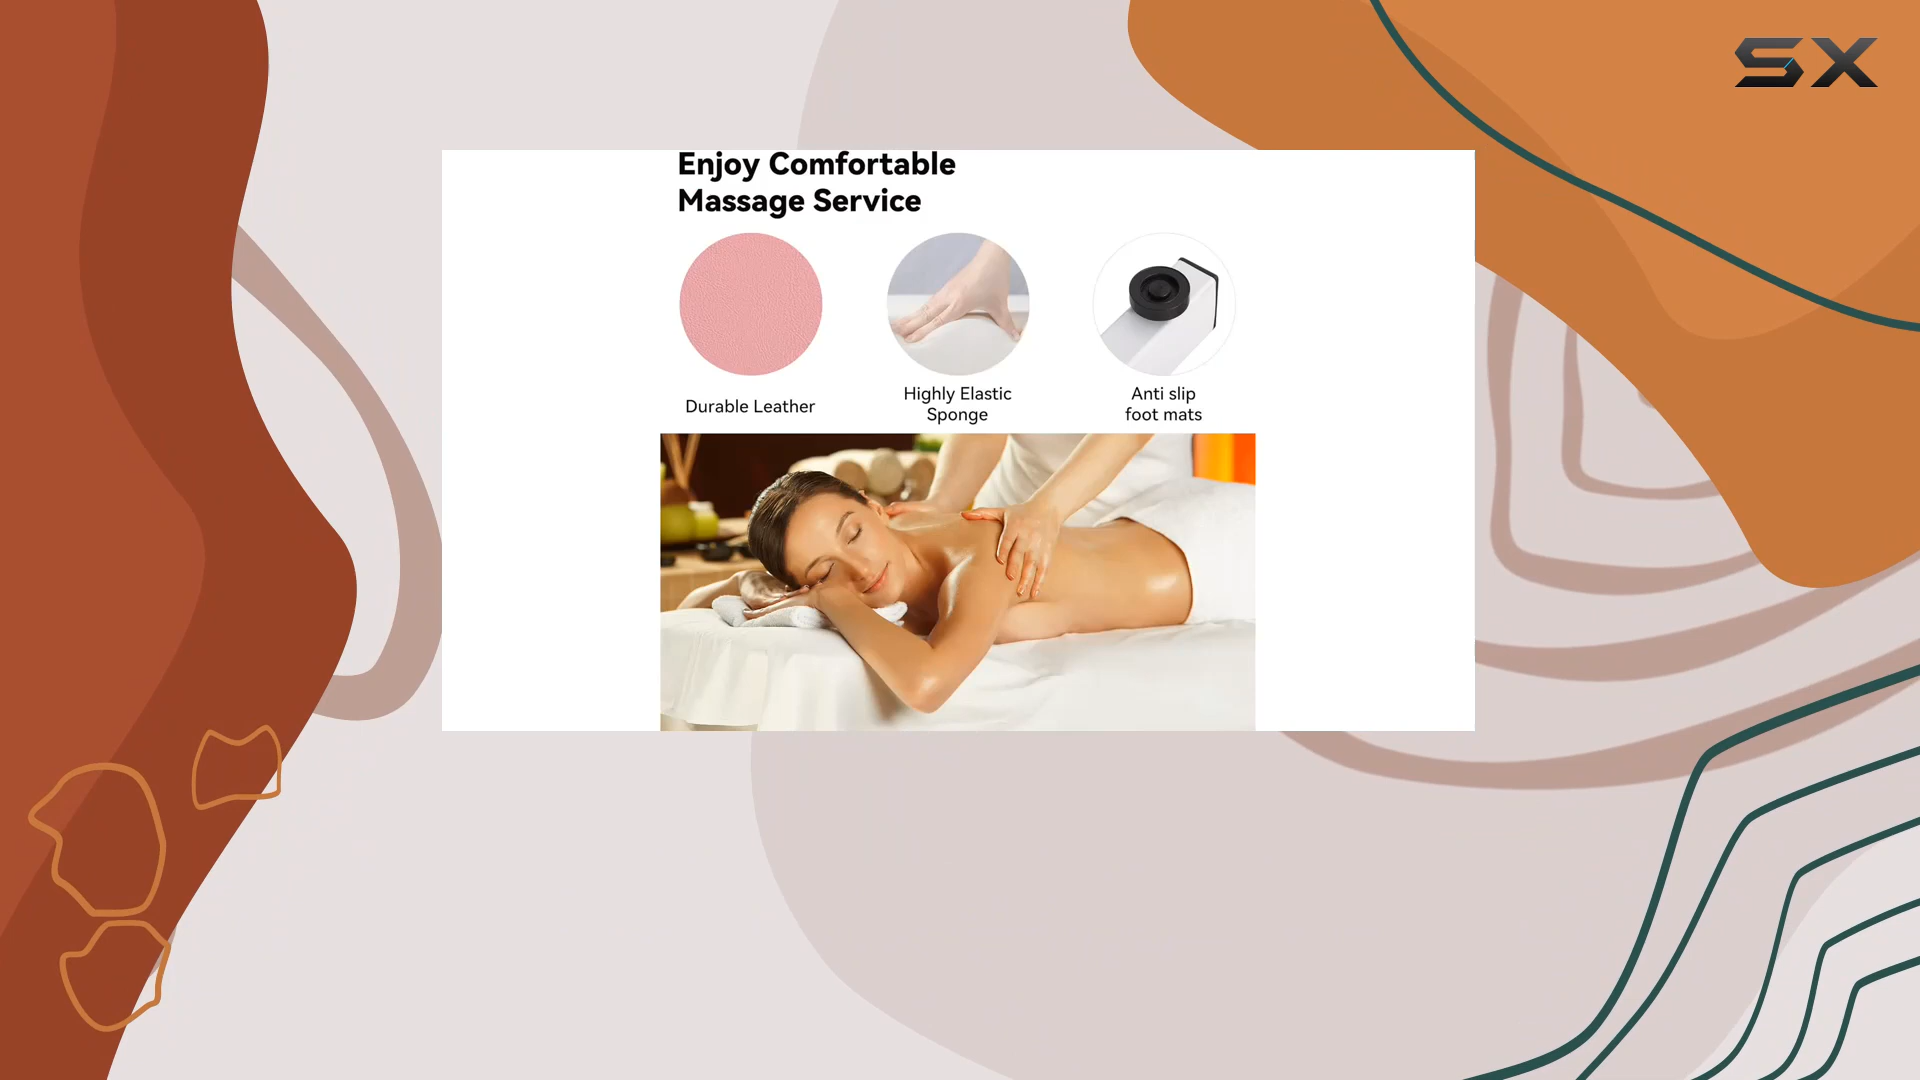 SX
Enjoy Comfortable
Massage Service
Durable Leather
Highly Elastic
Sponge
Anti slip
foot mats